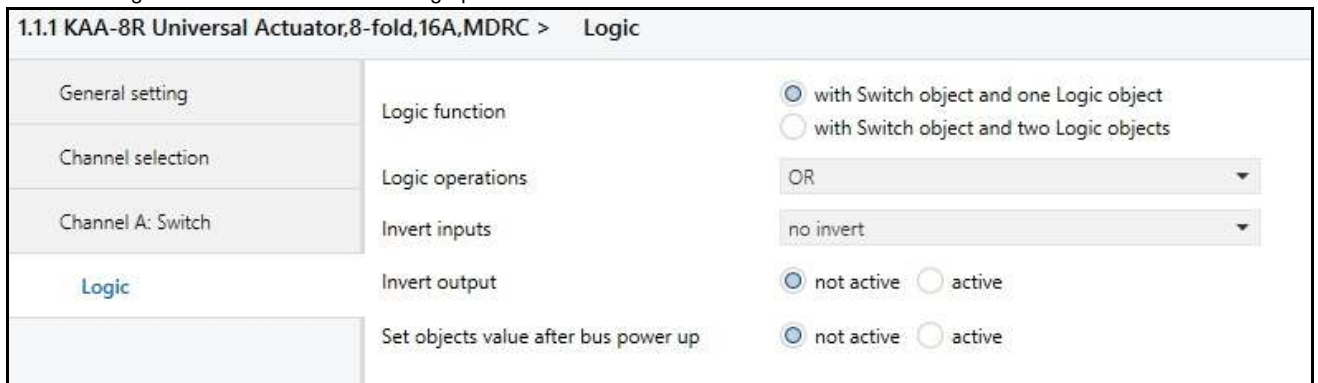 1.1.1 KAA-8R Universal Actuator,8-fold,16A,MDRC > Logic
General setting
Channel selection
Channel A: Switch
Logic
Logic function
with Switch object and one Logic object
with Switch object and two Logic objects
Logic operations
OR
Invert inputs
no invert
Invert output
not active
active
Set objects value after bus power up
not active
active